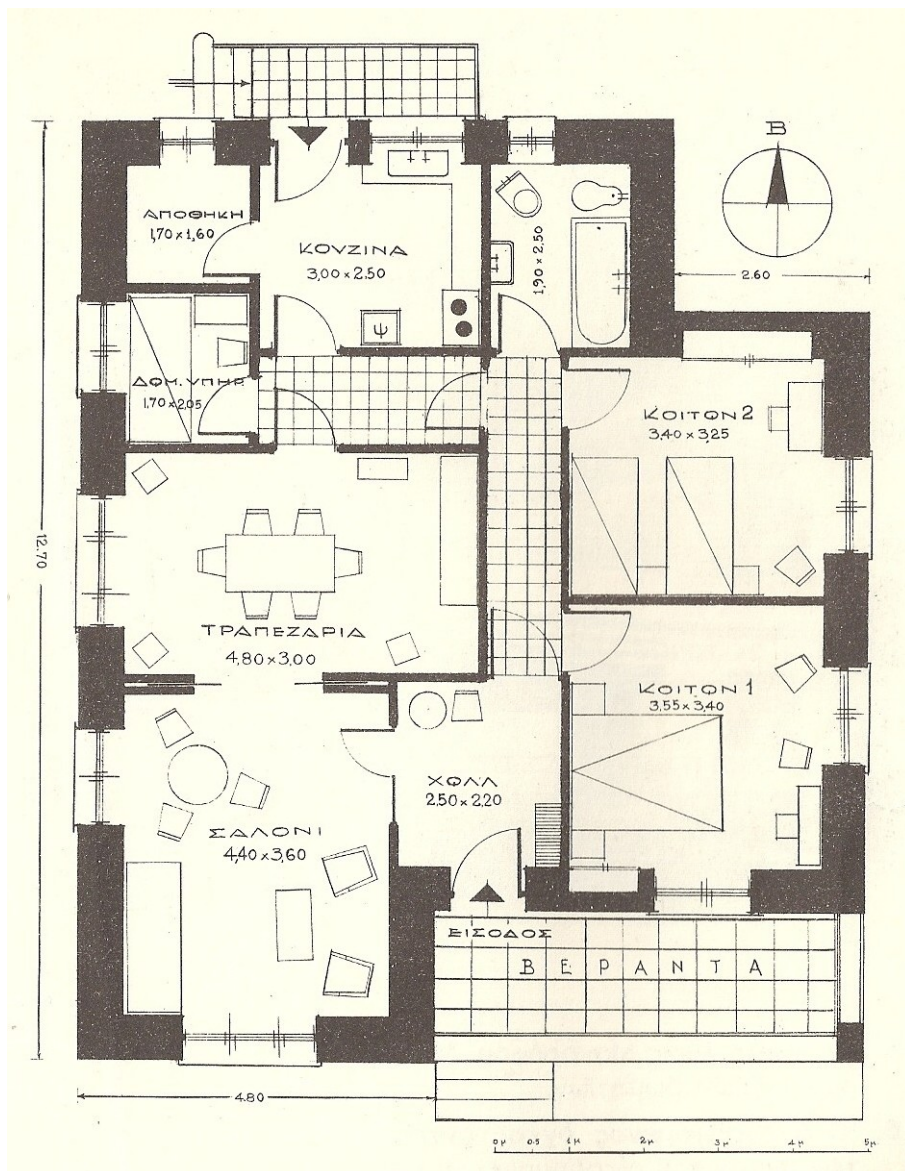 Β
ΑΠΟΘΗΚΗ
1,70 x 1,60
ΚΟΥΖΙΝΑ
3,00 x 2.50
1,90 x 2.50
2.60
Ψ
ΔΩΜ. ΥΠΗΡ.
1,70 x 2,05
ΚΟΙΤΩΝ 2
3,40 x 3,25
12.70
ΤΡΑΠΕΖΑΡΙΑ
4,80 x 3,00
ΚΟΙΤΩΝ 1
3,55 x 3,40
ΧΩΛΛ
2,50 x 2,20
ΣΑΛΟΝΙ
4,40 x 3,60
ΕΙΣΟΔΟΣ
ΒΕΡΑΝΤΑ
4.80
0μ 0.5 1μ 2μ 3μ 4μ 5μ